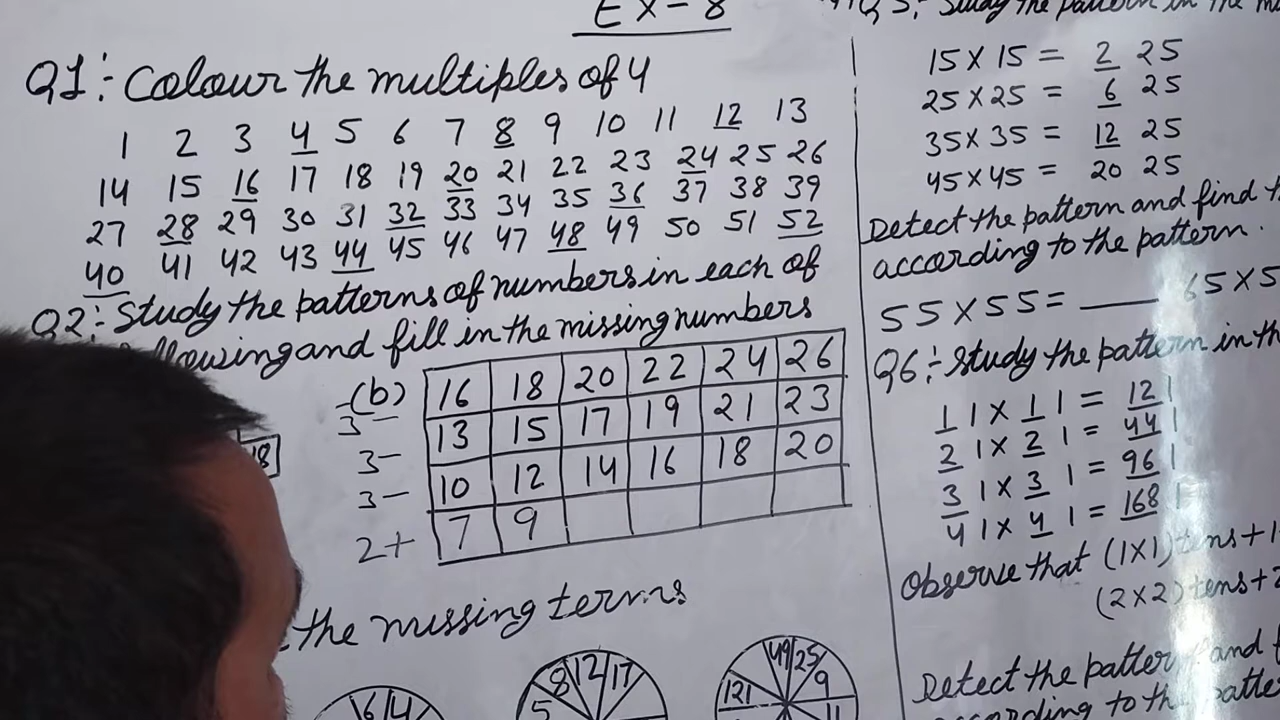 Ex-8
Q1:- Colour the multiples of 4
1 2 3 4 5 6 7 8 9 10 11 12 13
14 15 16 17 18 19 20 21 22 23 24 25 26
27 28 29 30 31 32 33 34 35 36 37 38 39
40 41 42 43 44 45 46 47 48 49 50 51 52
Q2:- Study the patterns of numbers in each of
and fill in the missing numbers
(b) 16 18 20 22 24 26
3- 13 15 17 19 21 23
3- 10 12 14 16 18 20
3- 7 9
2+
18
the missing terms
6 4
5 8 12 17
121 49 25 9 11
Q5:- Study the pattern in the
15 X 15 = 2 25
25 X 25 = 6 25
35 X 35 = 12 25
45 X 45 = 20 25
Detect the pattern and find
according to the pattern.
55 X 55 = ___ 65 X 5
Q6:- Study the pattern in th
11 X 11 = 121
21 X 21 = 441
31 X 31 = 961
41 X 41 = 1681
Observe that (1X1) tens + 1
(2X2) tens + 2
Detect the pattern and
according to the